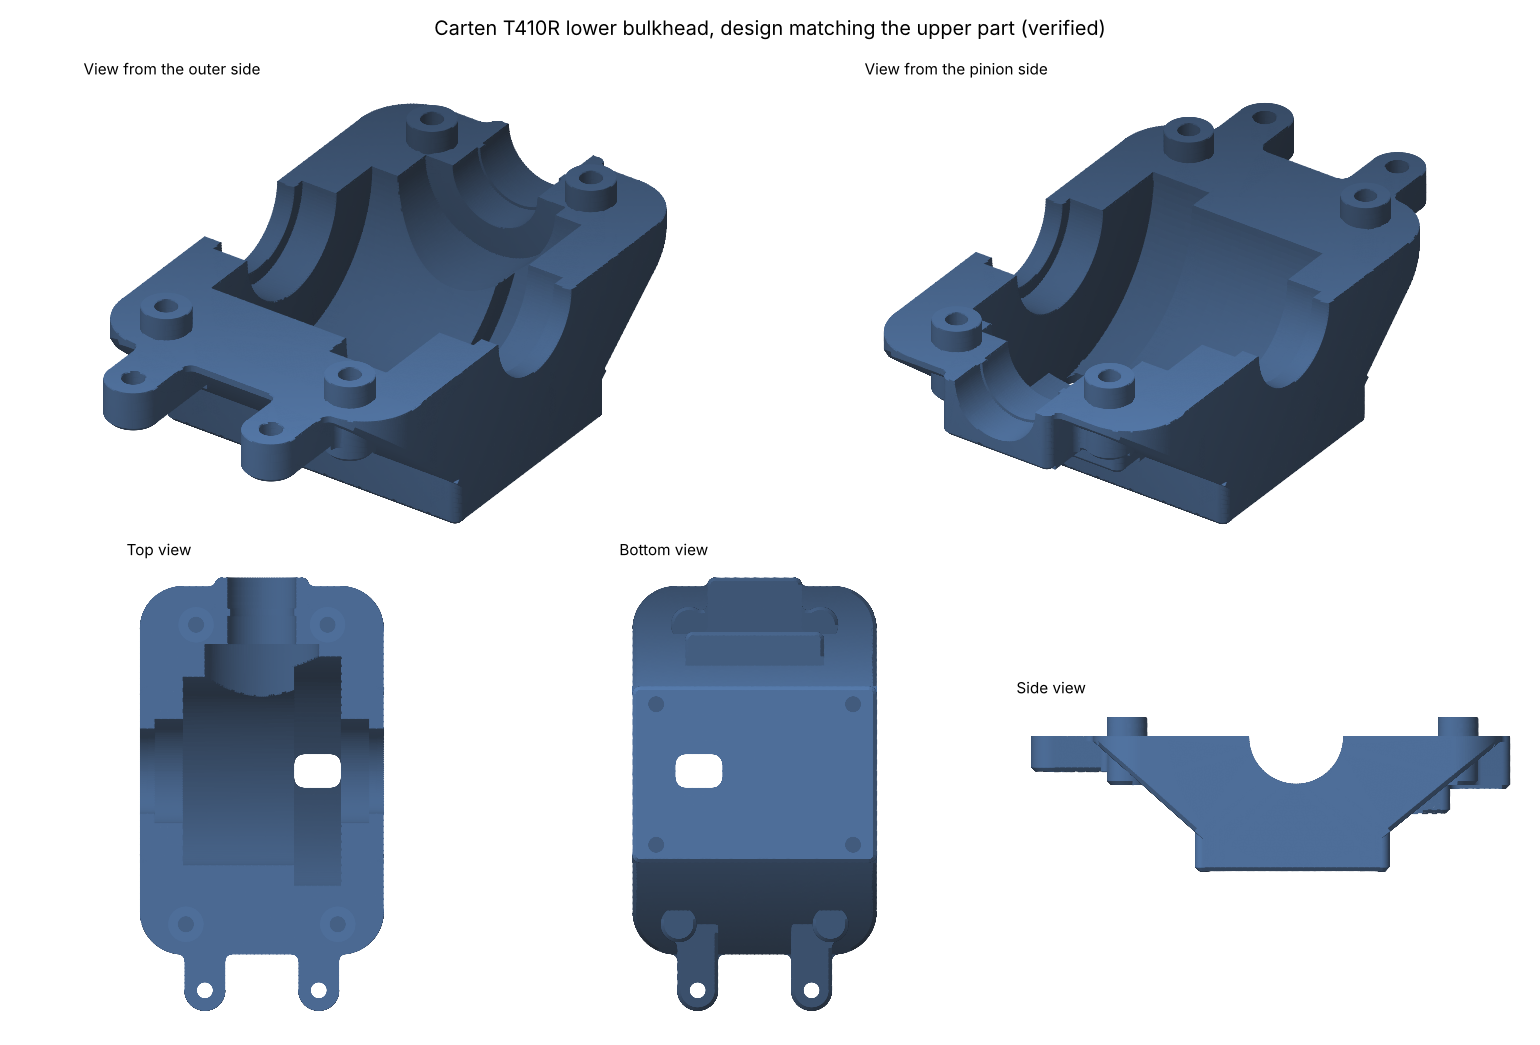 Carten T410R lower bulkhead, design matching the upper part (verified)
View from the outer side
View from the pinion side
Top view
Bottom view
Side view